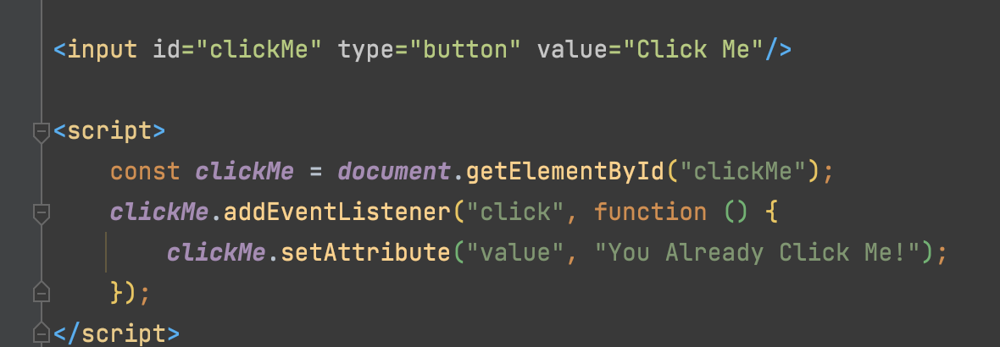 <input id="clickMe" type="button" value="Click Me"/>
<script>
const clickMe = document.getElementById("clickMe");
clickMe.addEventListener("click", function () {
clickMe.setAttribute("value", "You Already Click Me!");
});
</script>